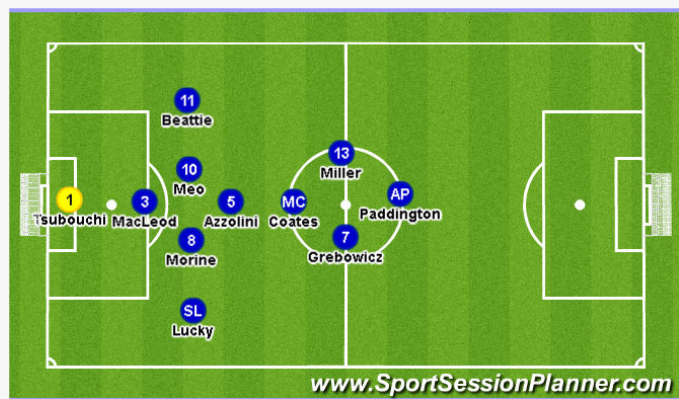 11
Beattie
10
Meo
13
Miller
1
Tsubouchi
3
MacLeod
5
Azzolini
MC
Coates
AP
Paddington
8
Morine
7
Grebowicz
SL
Lucky
www.SportSessionPlanner.com